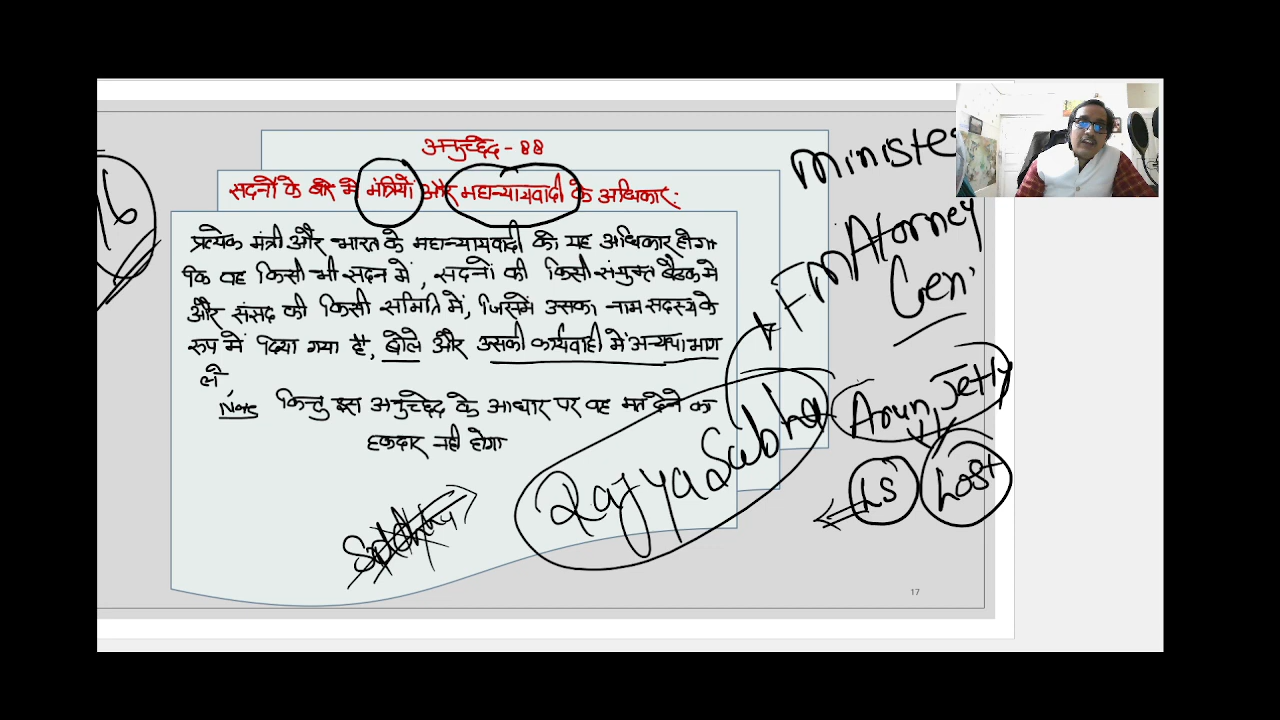 अनुच्छेद - 88
सदनों के बारे में मंत्रियों और महान्यायवादी के अधिकार:
प्रत्येक मंत्री और भारत के महान्यायवादी को यह अधिकार होगा
कि वह किसी भी सदन में, सदनों की किसी संयुक्त बैठक मे
और संसद की किसी समिति में, जिसमें उसका नाम सदस्य के
रूप में दिया गया है, बोले और उसकी कार्यवाही में अन्यथा भाग
ले
Note किन्तु इस अनुच्छेद के आधार पर वह मत देने का
हकदार नही होगा
16
Ministe
Attorney
Gen
FM
Arun Jetly
LS
Lost
Rajya Sabha
17